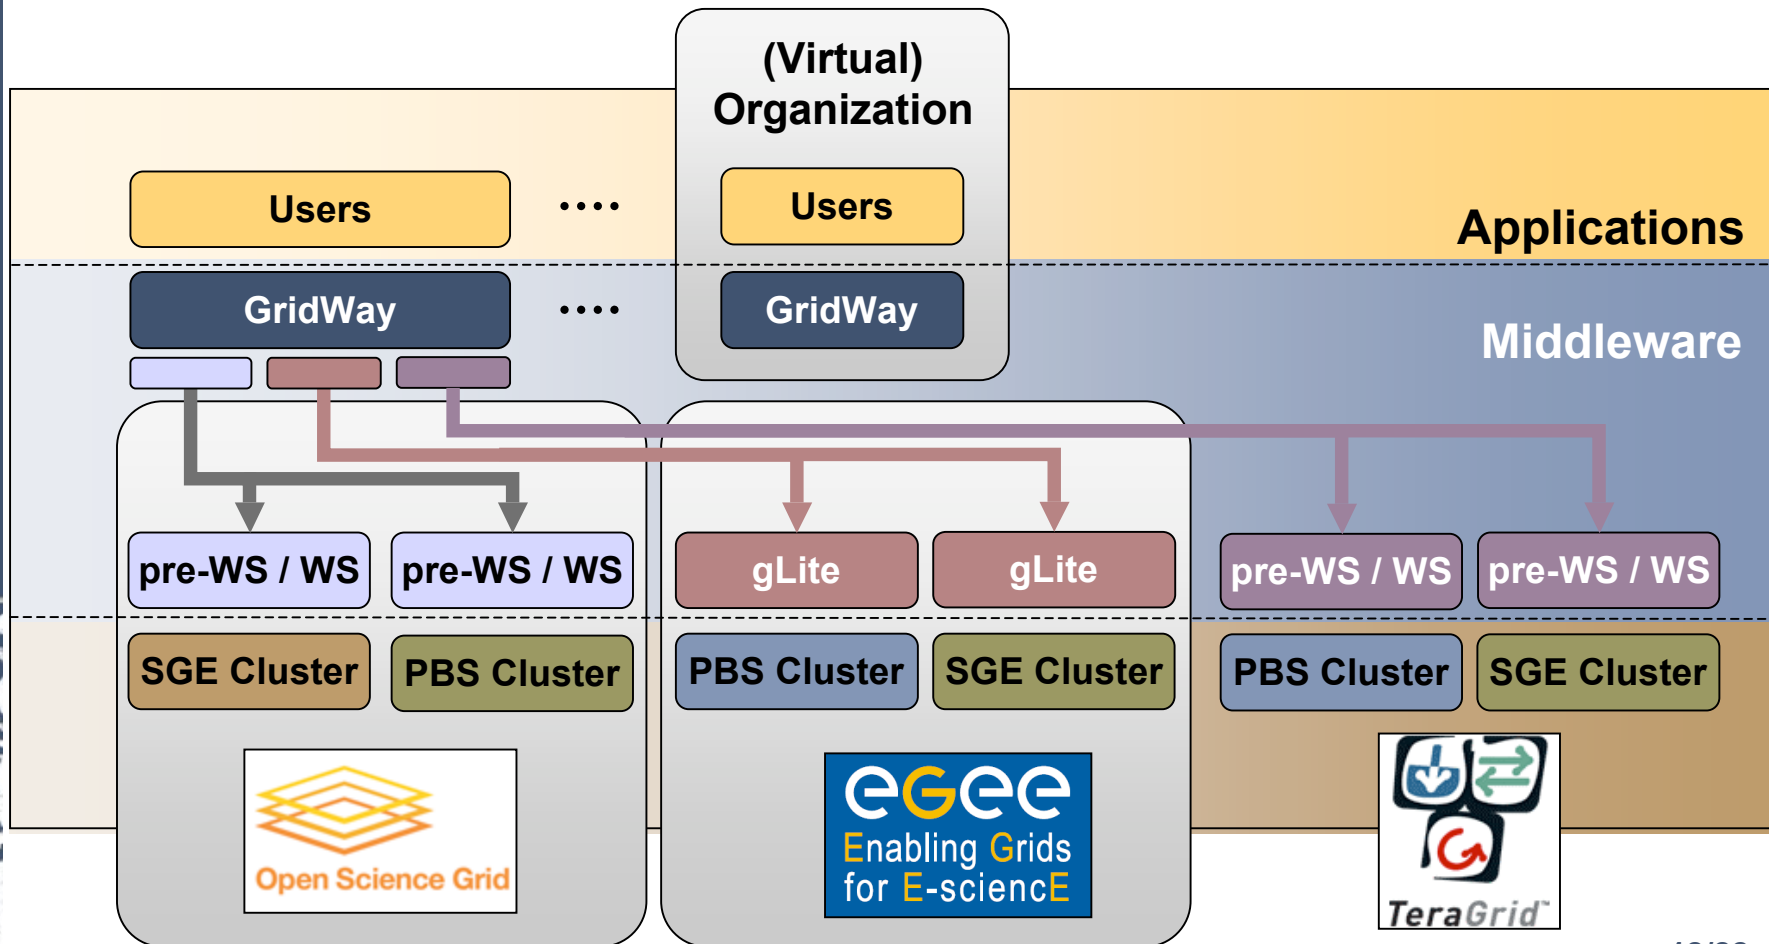 (Virtual)
Organization
Users
....
Users
Applications
GridWay
....
GridWay
Middleware
pre-WS / WS
pre-WS / WS
gLite
gLite
pre-WS / WS
pre-WS / WS
SGE Cluster
PBS Cluster
PBS Cluster
SGE Cluster
PBS Cluster
SGE Cluster
Open Science Grid
eGee
Enabling Grids
for E-sciencE
TeraGrid™